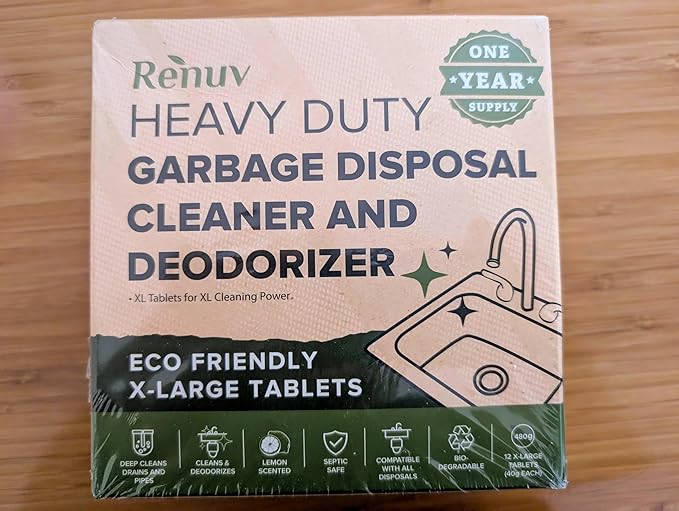 Renuv
ONE
YEAR
SUPPLY
HEAVY DUTY
GARBAGE DISPOSAL
CLEANER AND
DEODORIZER
• XL Tablets for XL Cleaning Power.
ECO FRIENDLY
X-LARGE TABLETS
DEEP CLEANS
DRAINS AND
PIPES
CLEANS &
DEODORIZES
LEMON
SCENTED
SEPTIC
SAFE
COMPATIBLE
WITH ALL
DISPOSALS
BIO-
DEGRADABLE
480g
12 X-LARGE
TABLETS
(40g EACH)